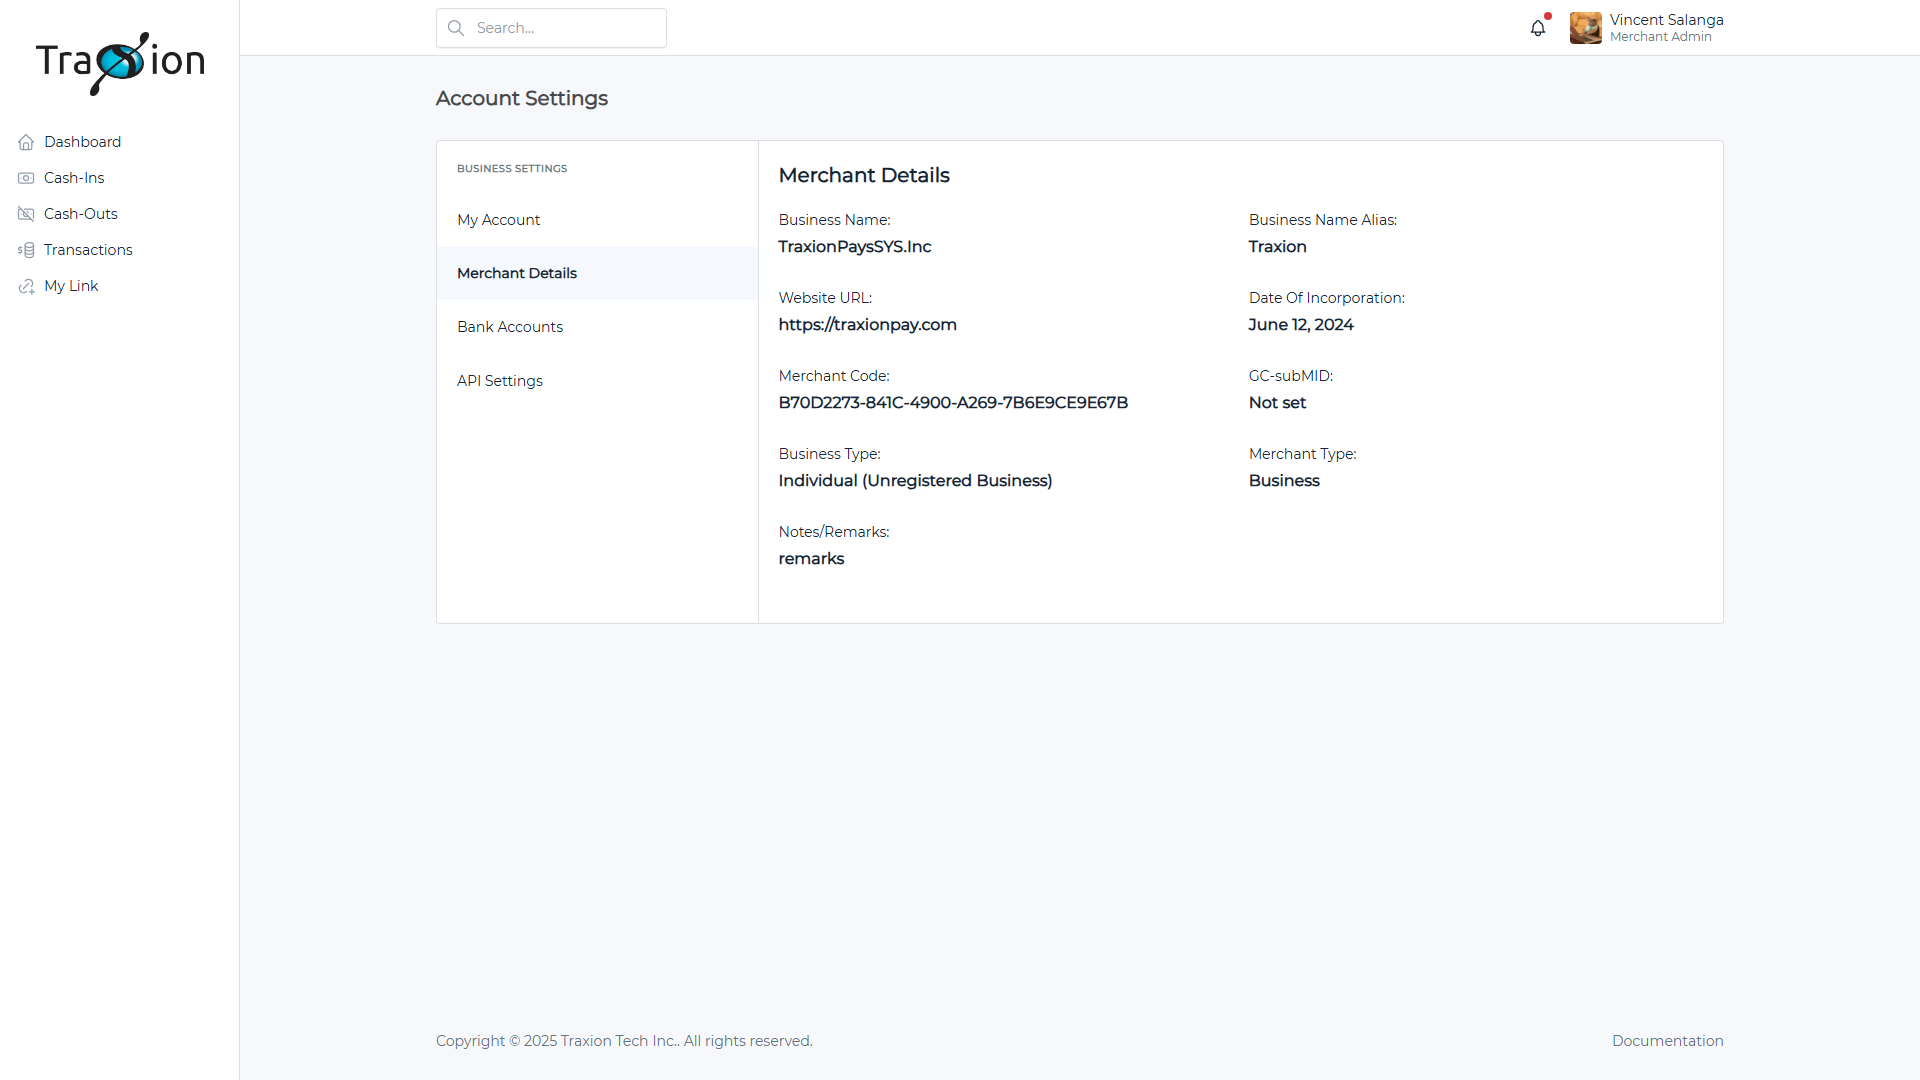 Traxion
Search...
Vincent Salanga
Merchant Admin
Dashboard
Cash-Ins
Cash-Outs
Transactions
My Link
Account Settings
BUSINESS SETTINGS
My Account
Merchant Details
Bank Accounts
API Settings
Merchant Details
Business Name:
TraxionPaysSYS.Inc
Business Name Alias:
Traxion
Website URL:
https://traxionpay.com
Date Of Incorporation:
June 12, 2024
Merchant Code:
B70D2273-841C-4900-A269-7B6E9CE9E67B
GC-subMID:
Not set
Business Type:
Individual (Unregistered Business)
Merchant Type:
Business
Notes/Remarks:
remarks
Copyright © 2025 Traxion Tech Inc.. All rights reserved.
Documentation